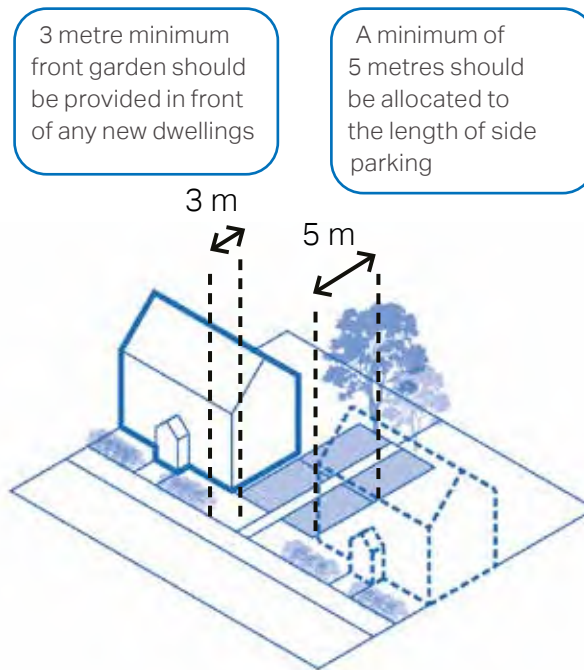 3 metre minimum
front garden should
be provided in front
of any new dwellings
A minimum of
5 metres should
be allocated to
the length of side
parking
3 m
5 m